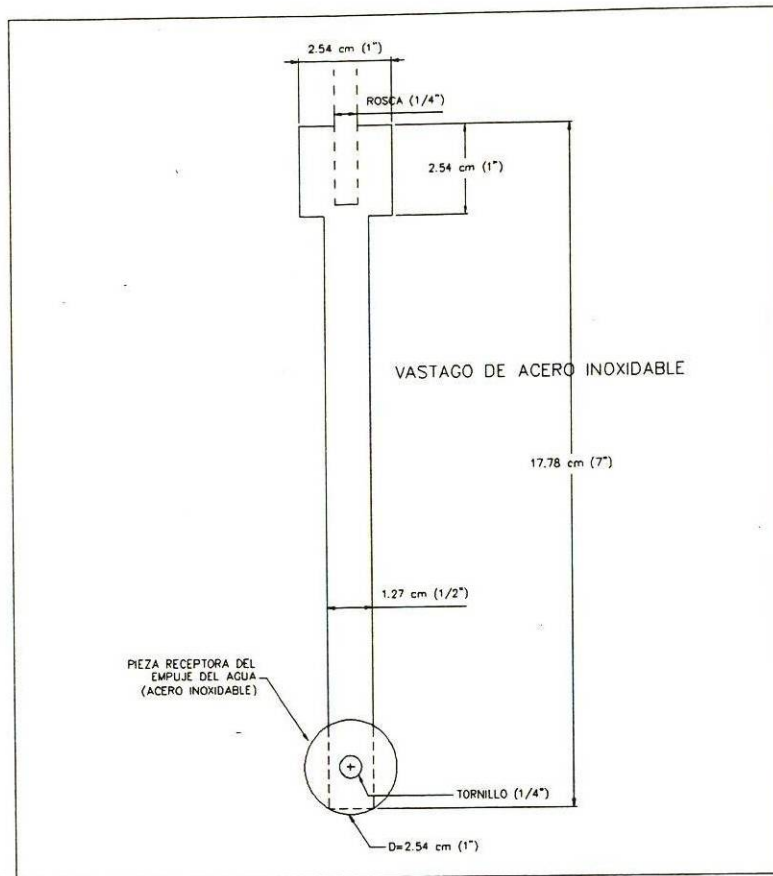 2.54 cm (1")
ROSCA (1/4")
2.54 cm (1")
VASTAGO DE ACERO INOXIDABLE
17.78 cm (7")
1.27 cm (1/2")
PIEZA RECEPTORA DEL
EMPUJE DEL AGUA
(ACERO INOXIDABLE)
TORNILLO (1/4")
D=2.54 cm (1")